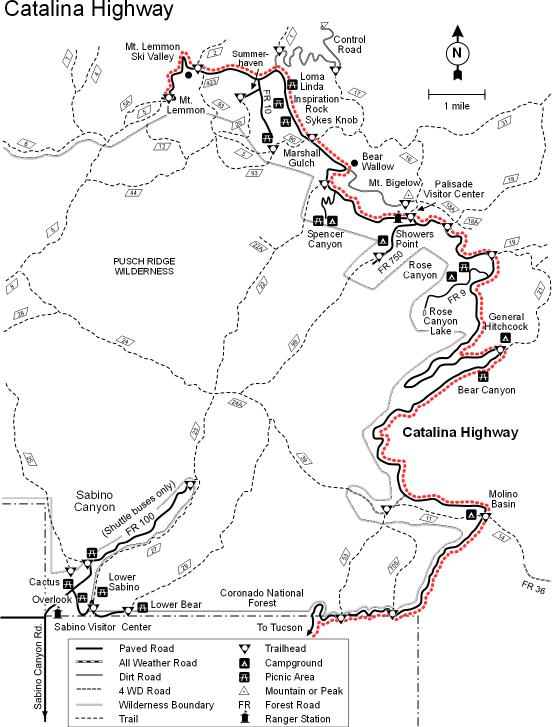 Catalina Highway
Mt. Lemmon
Ski Valley
Summer-
haven
Control
Road
N
1 mile
Mt.
Lemmon
FR 10
Loma
Linda
Inspiration
Rock
Sykes Knob
Marshall
Gulch
Bear
Wallow
Mt. Bigelow
Palisade
Visitor Center
Spencer
Canyon
Showers
Point
FR 750
PUSCH RIDGE
WILDERNESS
Rose
Canyon
FR 9
Rose
Canyon
Lake
General
Hitchcock
Bear Canyon
Catalina Highway
Sabino
Canyon
(Shuttle buses only)
FR 100
Molino
Basin
FR 36
Cactus
Overlook
Lower
Sabino
Lower Bear
Coronado National
Forest
Sabino Visitor Center
To Tucson
Sabino Canyon Rd.
Paved Road
All Weather Road
Dirt Road
4 WD Road
Wilderness Boundary
Trail
Trailhead
Campground
Picnic Area
Mountain or Peak
FR Forest Road
Ranger Station